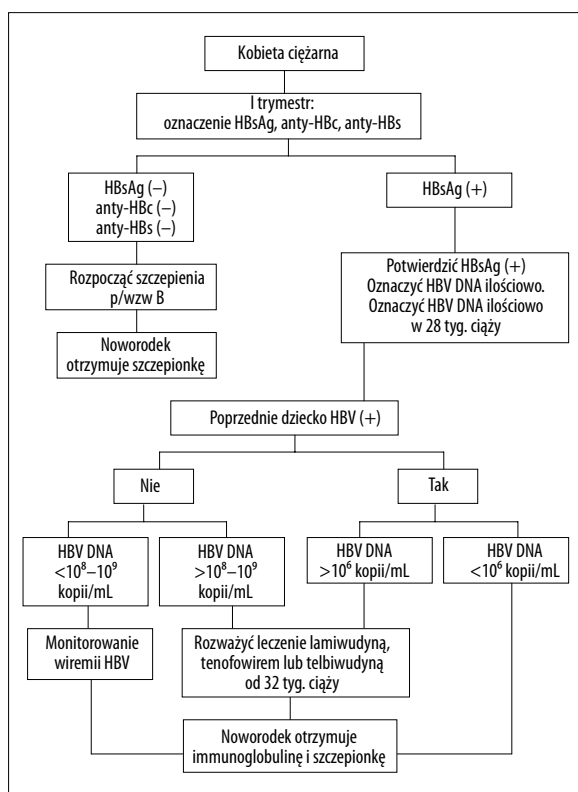 Kobieta ciężarna
I trymestr:
oznaczenie HBsAg, anty-HBc, anty-HBs
HBsAg (–)
anty-HBc (–)
anty-HBs (–)
HBsAg (+)
Rozpocząć szczepienia
p/wzw B
Potwierdzić HBsAg (+)
Oznaczyć HBV DNA ilościowo.
Oznaczyć HBV DNA ilościowo
w 28 tyg. ciąży
Noworodek
otrzymuje szczepionkę
Poprzednie dziecko HBV (+)
Nie
Tak
HBV DNA
<10⁸–10⁹
kopii/mL
HBV DNA
>10⁸–10⁹
kopii/mL
HBV DNA
>10⁶ kopii/mL
HBV DNA
<10⁶ kopii/mL
Monitorowanie
wiremii HBV
Rozważyć leczenie lamiwudyną,
tenofowirem lub telbiwudyną
od 32 tyg. ciąży
Noworodek otrzymuje
immunoglobulinę i szczepionkę